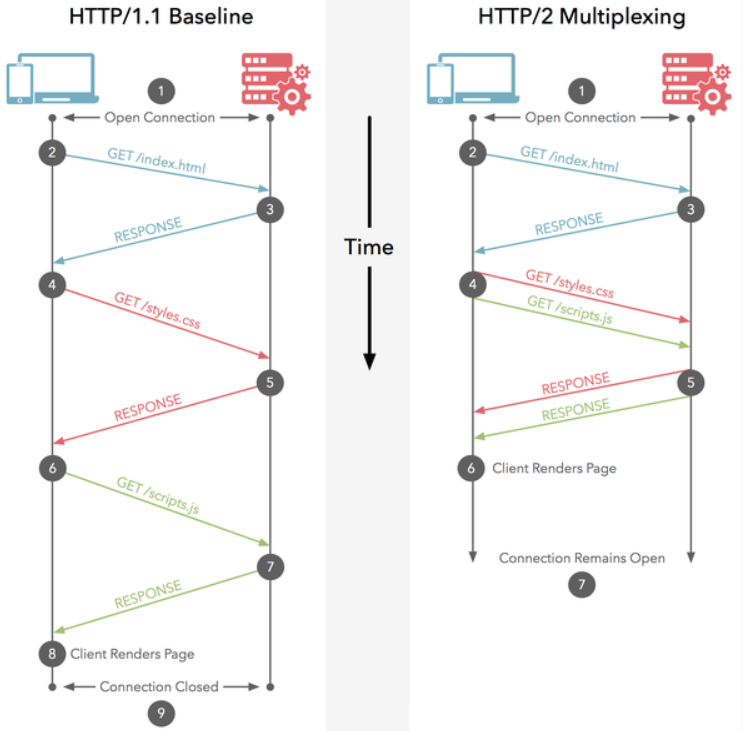 HTTP/1.1 Baseline
1
Open Connection
2
GET /index.html
3
RESPONSE
4
GET /styles.css
5
RESPONSE
6
GET /scripts.js
7
RESPONSE
8 Client Renders Page
Connection Closed
9
Time
HTTP/2 Multiplexing
1
Open Connection
2
GET /index.html
3
RESPONSE
4
GET /styles.css
GET /scripts.js
5
RESPONSE
RESPONSE
6 Client Renders Page
Connection Remains Open
7